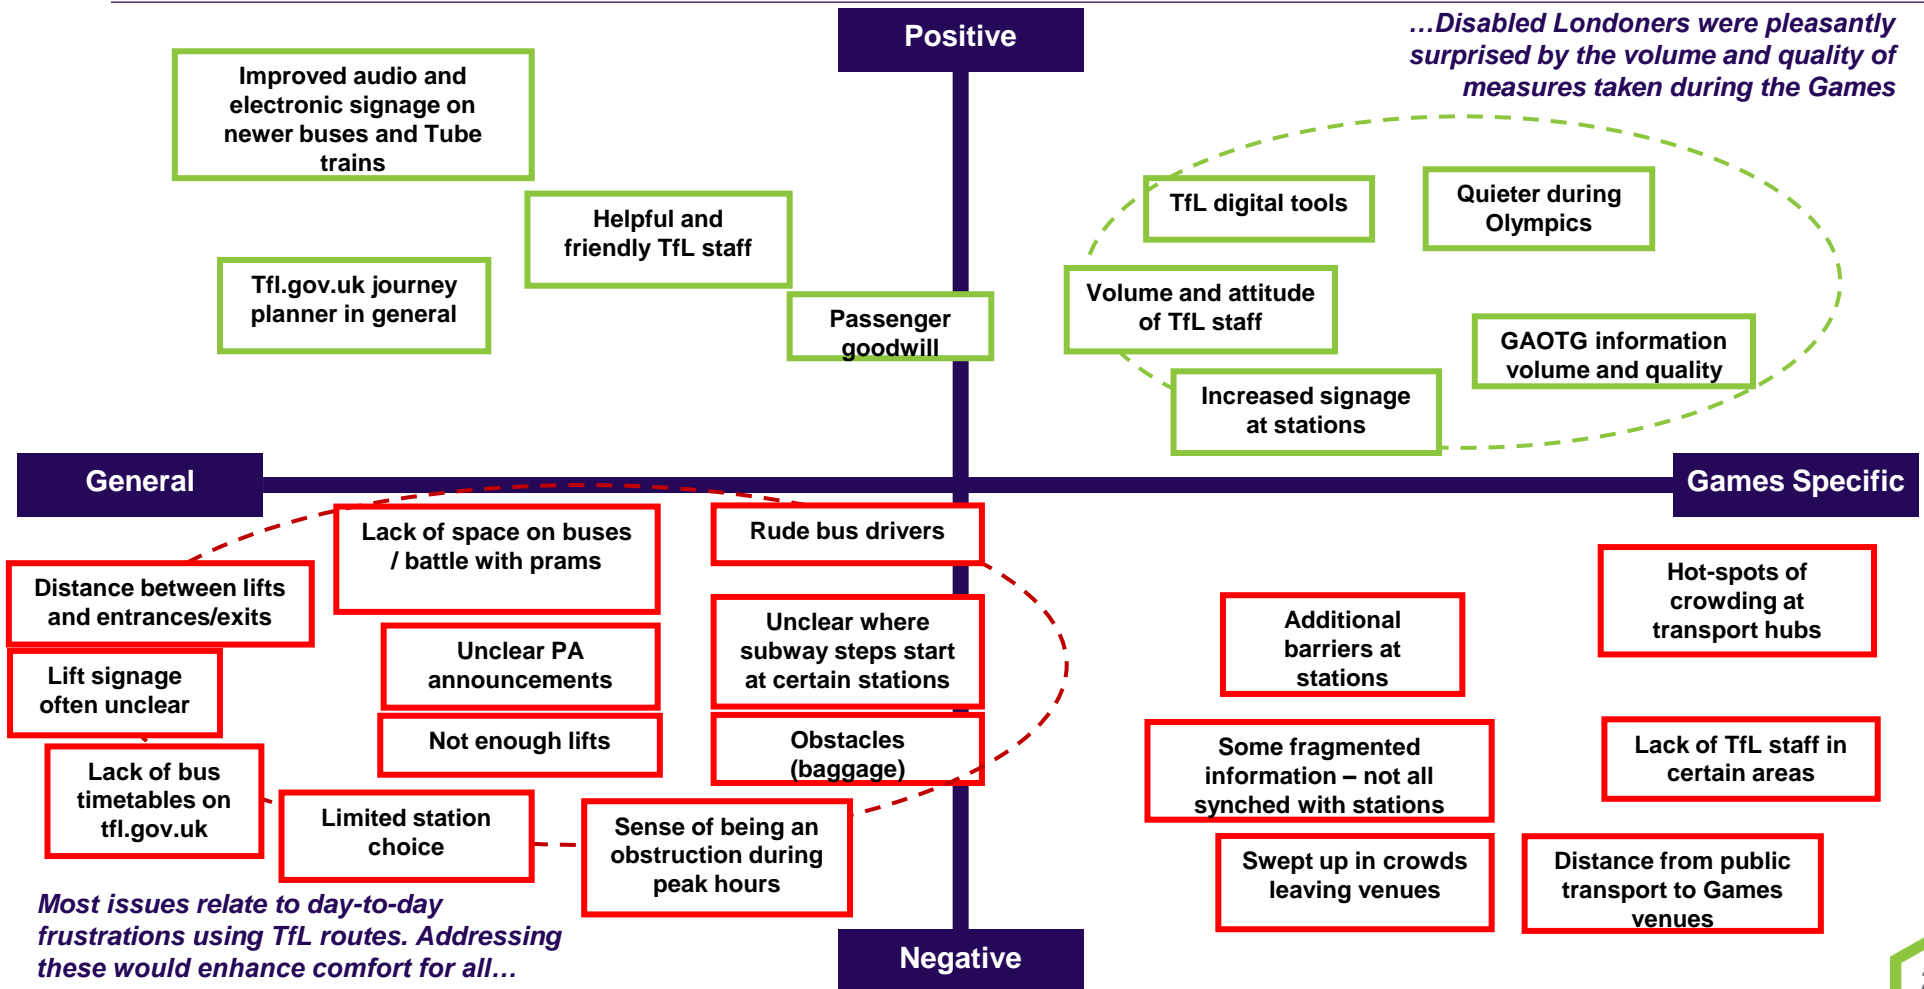 Positive
…Disabled Londoners were pleasantly
surprised by the volume and quality of
measures taken during the Games
Improved audio and
electronic signage on
newer buses and Tube
trains
Helpful and
friendly TfL staff
Tfl.gov.uk journey
planner in general
Passenger
goodwill
TfL digital tools
Quieter during
Olympics
Volume and attitude
of TfL staff
GAOTG information
volume and quality
Increased signage
at stations
General
Games Specific
Lack of space on buses
/ battle with prams
Rude bus drivers
Distance between lifts
and entrances/exits
Unclear PA
announcements
Unclear where
subway steps start
at certain stations
Lift signage
often unclear
Not enough lifts
Obstacles
(baggage)
Lack of bus
timetables on
tfl.gov.uk
Limited station
choice
Sense of being an
obstruction during
peak hours
Additional
barriers at
stations
Hot-spots of
crowding at
transport hubs
Some fragmented
information – not all
synched with stations
Lack of TfL staff in
certain areas
Swept up in crowds
leaving venues
Distance from public
transport to Games
venues
Most issues relate to day-to-day
frustrations using TfL routes. Addressing
these would enhance comfort for all…
Negative